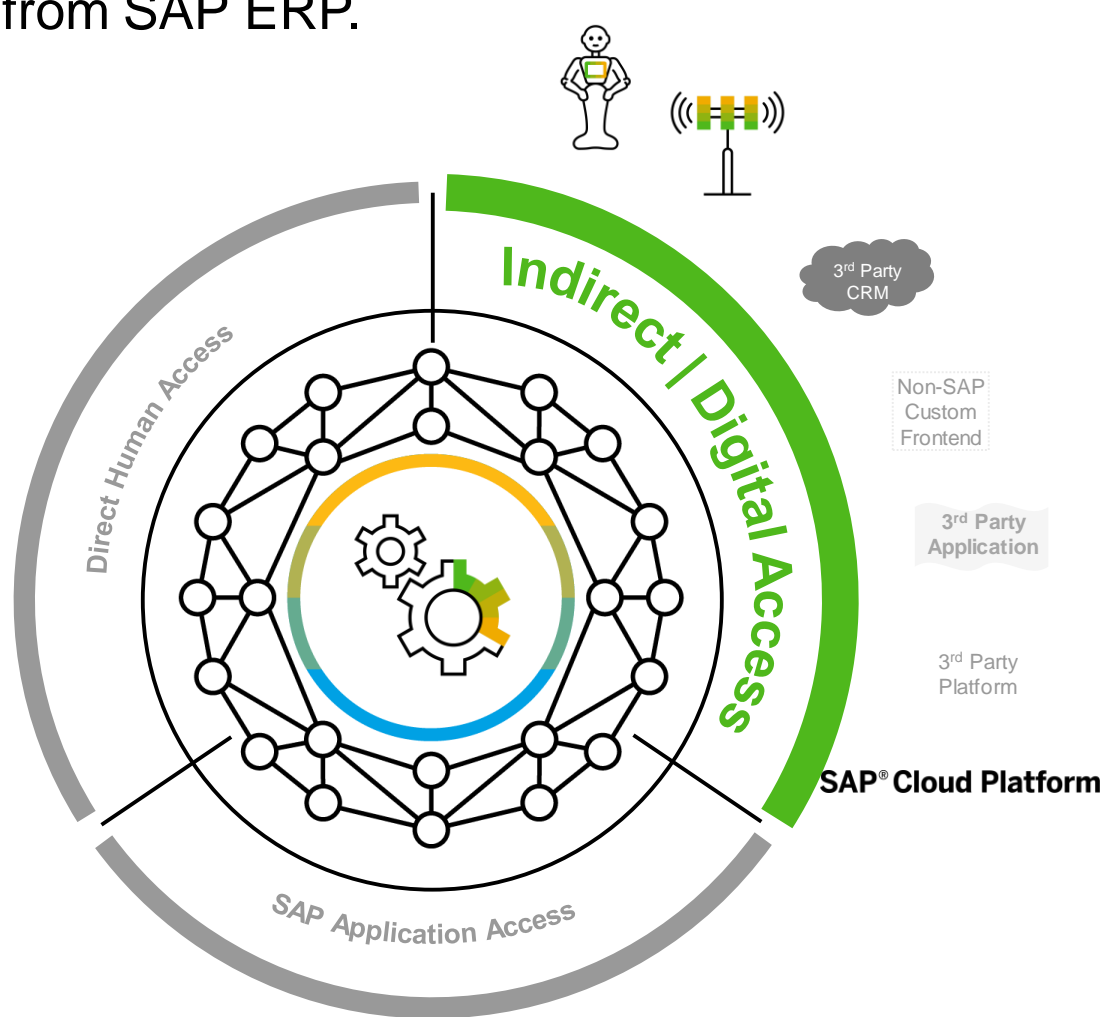 from SAP ERP.
Indirect | Digital Access
3rd Party
CRM
Direct Human Access
Non-SAP
Custom
Frontend
3rd Party
Application
3rd Party
Platform
SAP® Cloud Platform
SAP Application Access